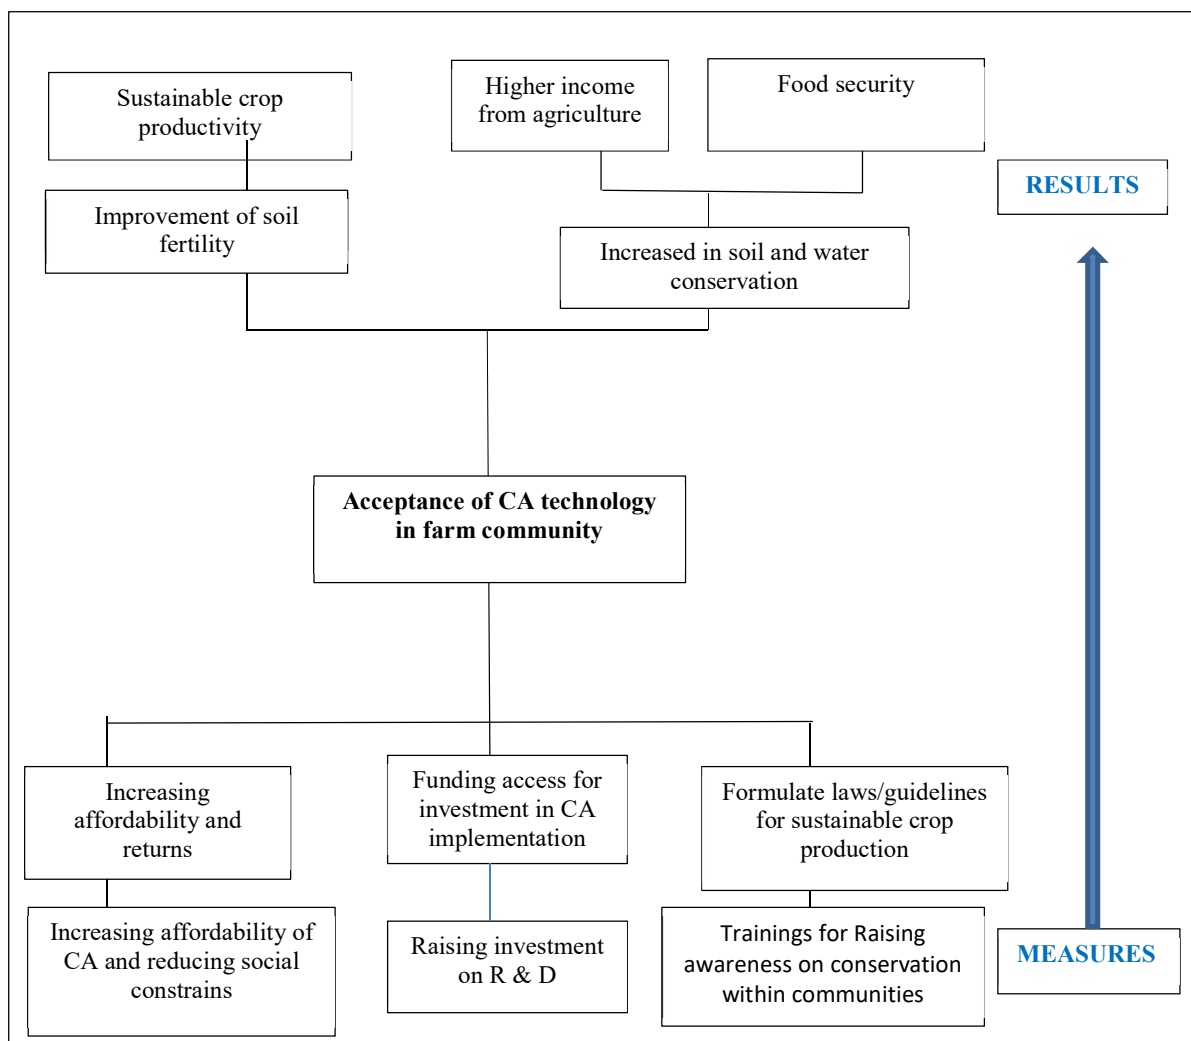 Sustainable crop
productivity
Higher income
from agriculture
Food security
RESULTS
Improvement of soil
fertility
Increased in soil and water
conservation
Acceptance of CA technology
in farm community
Increasing
affordability and
returns
Funding access for
investment in CA
implementation
Formulate laws/guidelines
for sustainable crop
production
Increasing affordability of
CA and reducing social
constrains
Raising investment
on R & D
Trainings for Raising
awareness on conservation
within communities
MEASURES